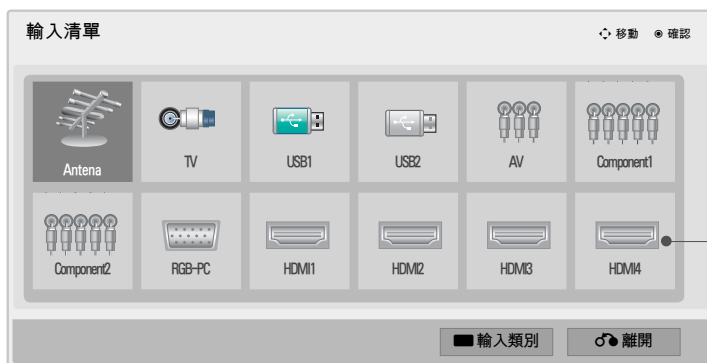 輸入清單
移動 確認
Antena
TV
USB1
USB2
AV
Component1
Component2
RGB-PC
HDMI1
HDMI2
HDMI3
HDMI4
輸入類別
離開